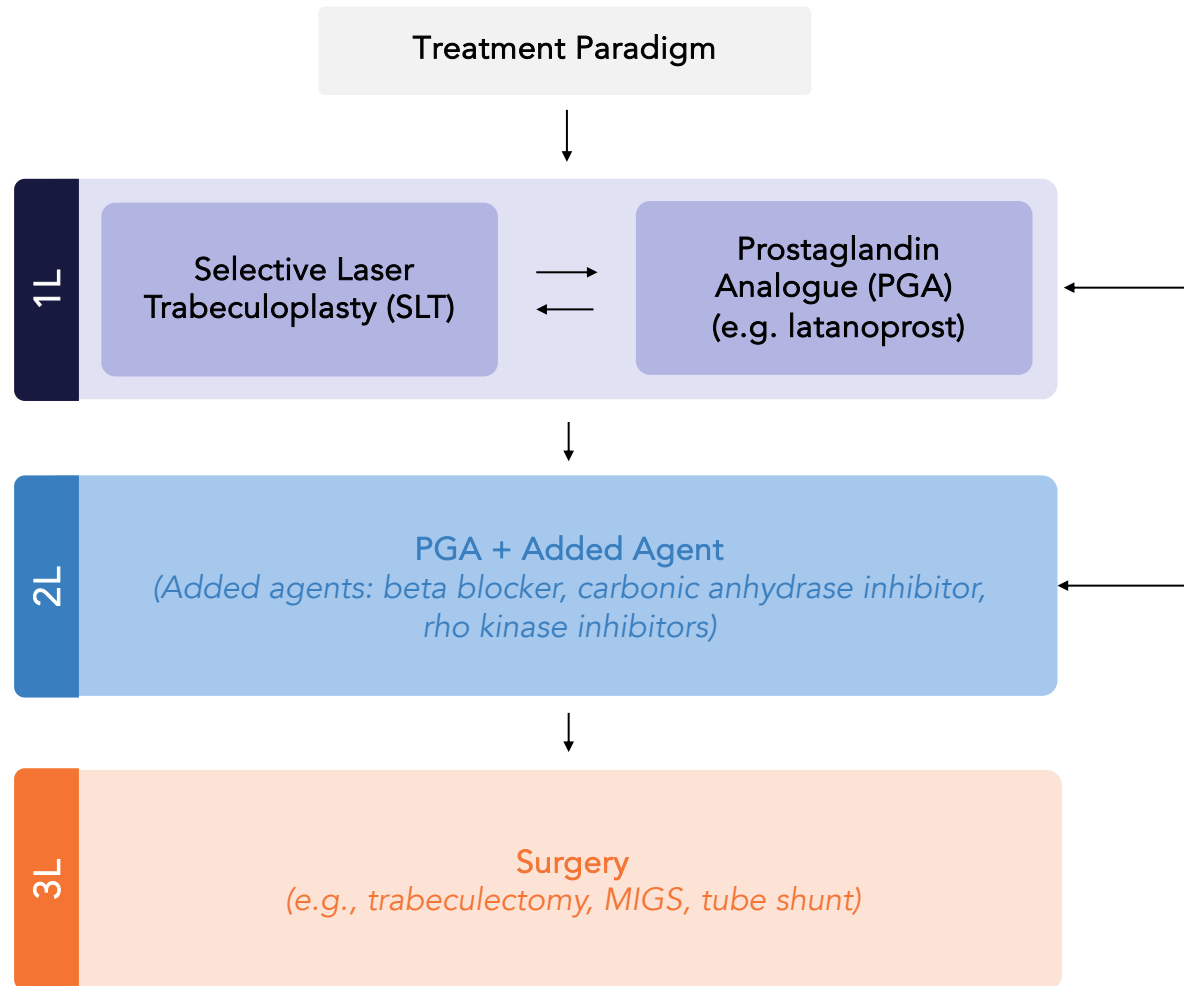 Treatment Paradigm
1L
Selective Laser
Trabeculoplasty (SLT)
Prostaglandin
Analogue (PGA)
(e.g. latanoprost)
2L
PGA + Added Agent
(Added agents: beta blocker, carbonic anhydrase inhibitor,
rho kinase inhibitors)
3L
Surgery
(e.g., trabeculectomy, MIGS, tube shunt)